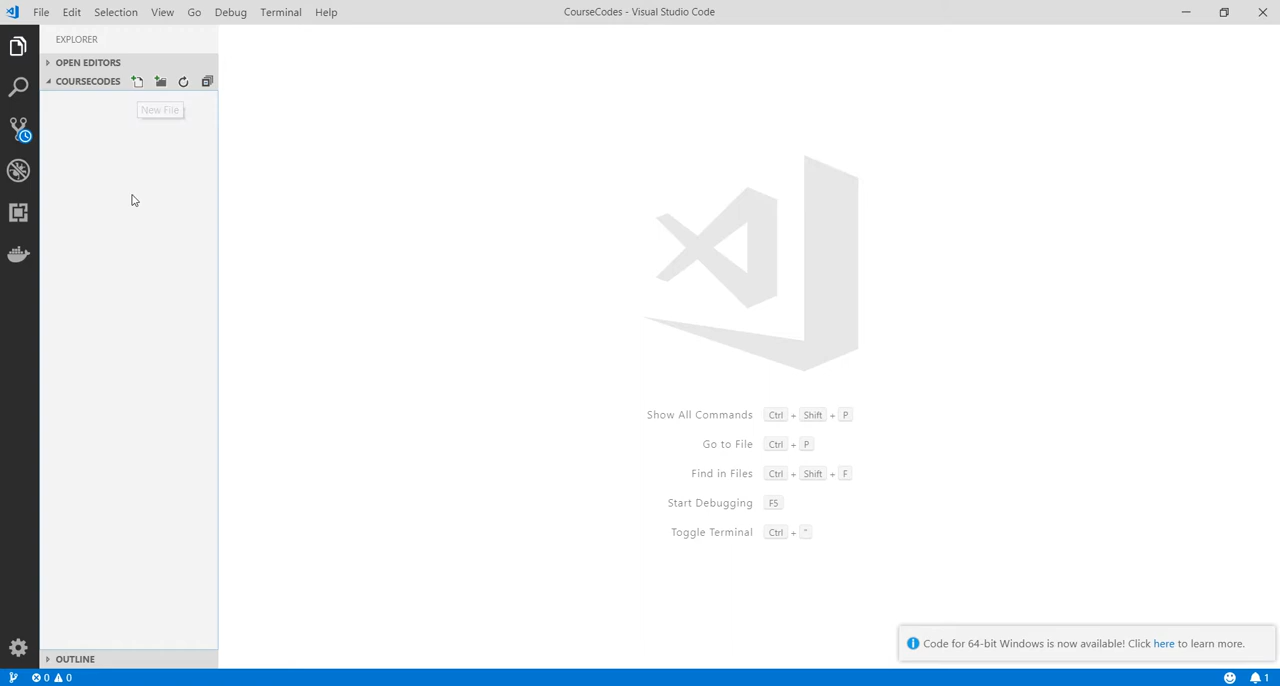 File Edit Selection View Go Debug Terminal Help
CourseCodes - Visual Studio Code
EXPLORER
OPEN EDITORS
COURSECODES
New File
Show All Commands Ctrl + Shift + P
Go to File Ctrl + P
Find in Files Ctrl + Shift + F
Start Debugging F5
Toggle Terminal Ctrl + "
Code for 64-bit Windows is now available! Click here to learn more.
OUTLINE
0 0
1